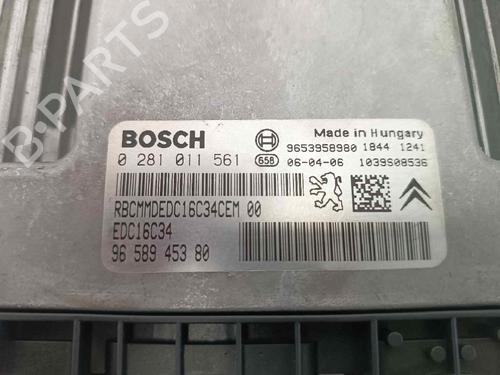 BOSCH
Made in Hungary
0 281 011 561
658
9653958980 1844 1241
06-04-06 1039S08536
RBCMMDEDC16C34CEM 00
EDC16C34
96 589 453 80
B-PARTS